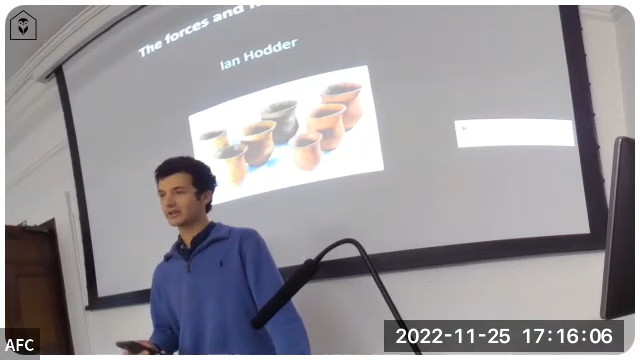 The forces and
Ian Hodder
AFC
2022-11-25 17:16:06